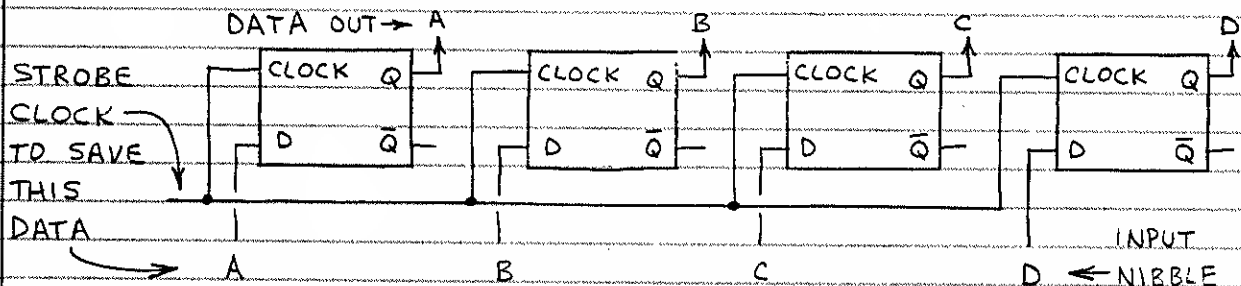 DATA OUT→ A B C D
STROBE CLOCK Q CLOCK Q CLOCK Q CLOCK Q
CLOCK
TO SAVE D Q̅ D Q̅ D Q̅ D Q̅
THIS
DATA
INPUT
A B C D ← NIBBLE